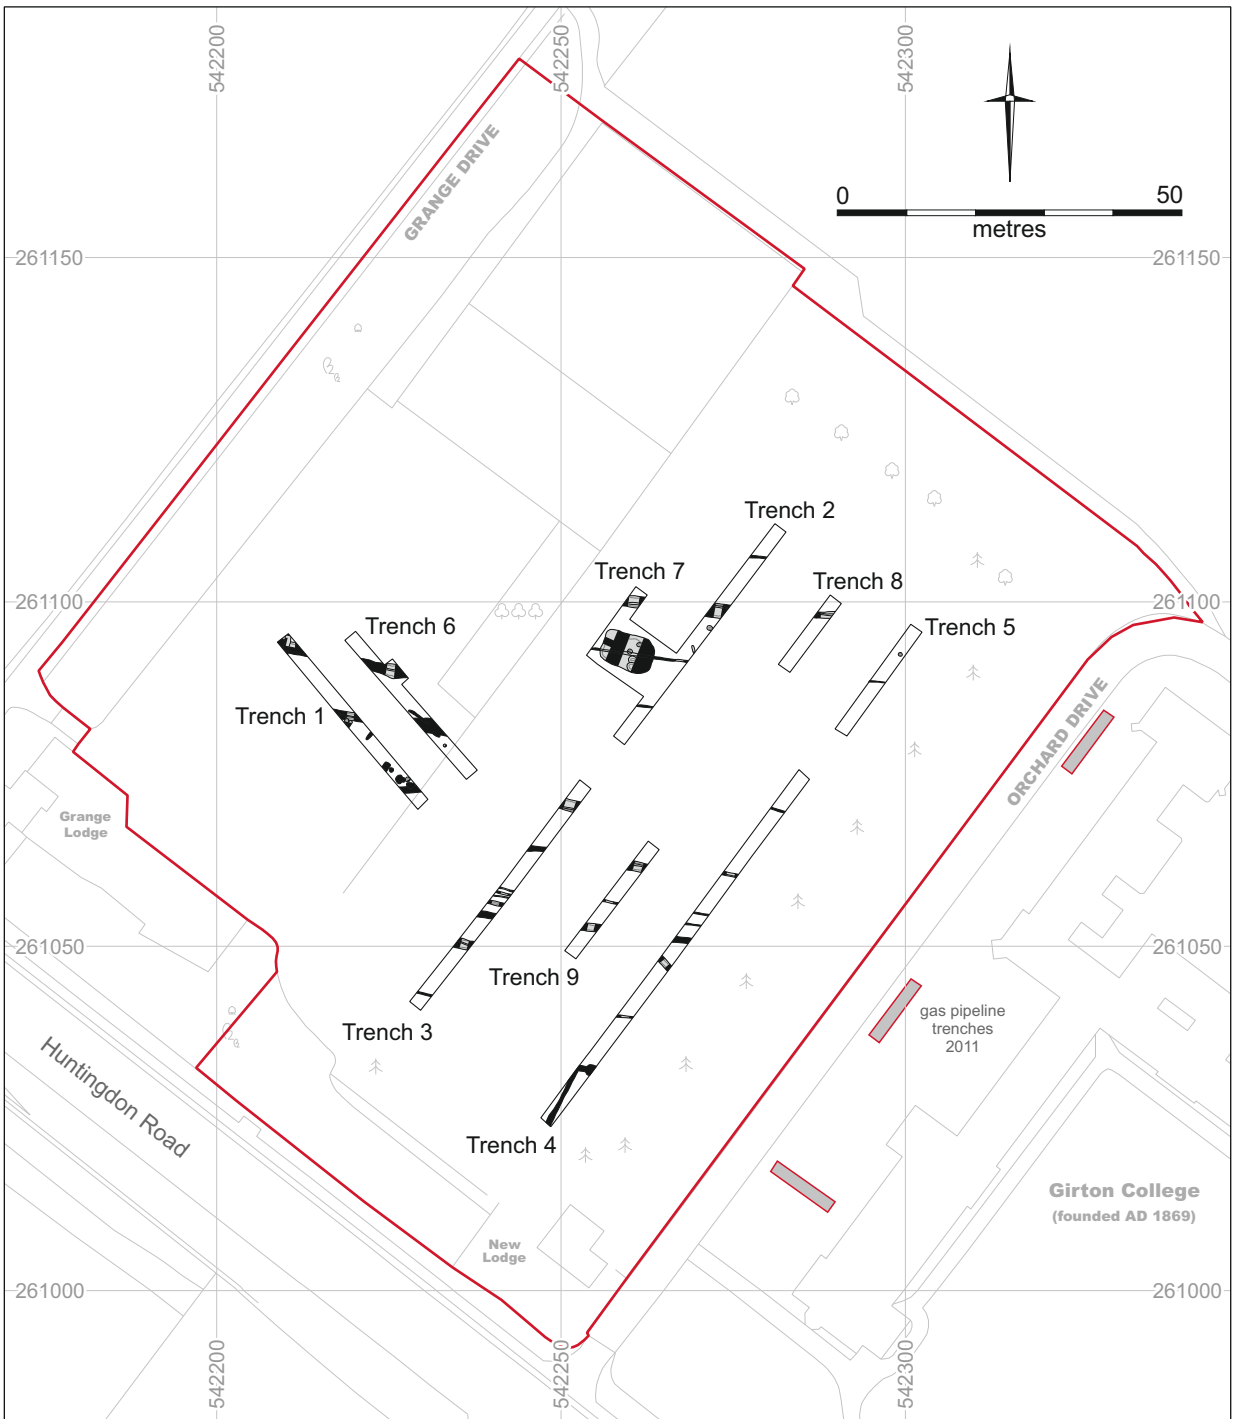 542200
542250
542300
GRANGE DRIVE
0
50
metres
261150
261150
Trench 2
Trench 7
Trench 8
261100
261100
Trench 6
Trench 5
Trench 1
ORCHARD DRIVE
Grange
Lodge
261050
261050
Trench 9
Trench 3
gas pipeline
trenches
2011
Huntingdon Road
Trench 4
Girton College
(founded AD 1869)
New
Lodge
261000
261000
542200
542250
542300